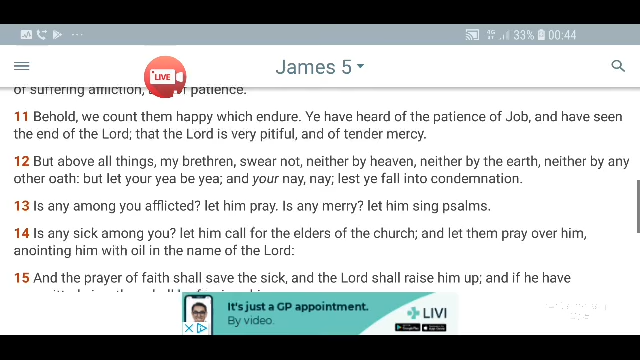 33% 00:44
James 5
LIVE
of suffering affliction, of patience.
11 Behold, we count them happy which endure. Ye have heard of the patience of Job, and have seen
the end of the Lord; that the Lord is very pitiful, and of tender mercy.
12 But above all things, my brethren, swear not, neither by heaven, neither by the earth, neither by any
other oath: but let your yea be yea; and your nay, nay; lest ye fall into condemnation.
13 Is any among you afflicted? let him pray. Is any merry? let him sing psalms.
14 Is any sick among you? let him call for the elders of the church; and let them pray over him,
anointing him with oil in the name of the Lord:
15 And the prayer of faith shall save the sick, and the Lord shall raise him up; and if he have
It's just a GP appointment.
By video.
LIVI